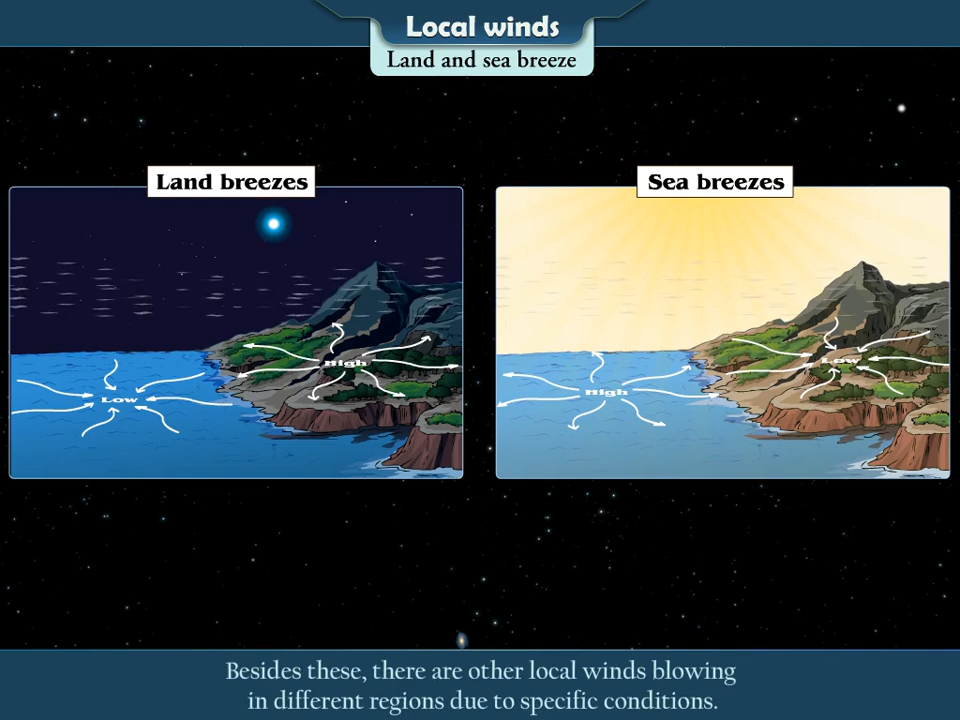 Local winds
Land and sea breeze
Land breezes
Sea breezes
High
Low
Low
High
Besides these, there are other local winds blowing
in different regions due to specific conditions.